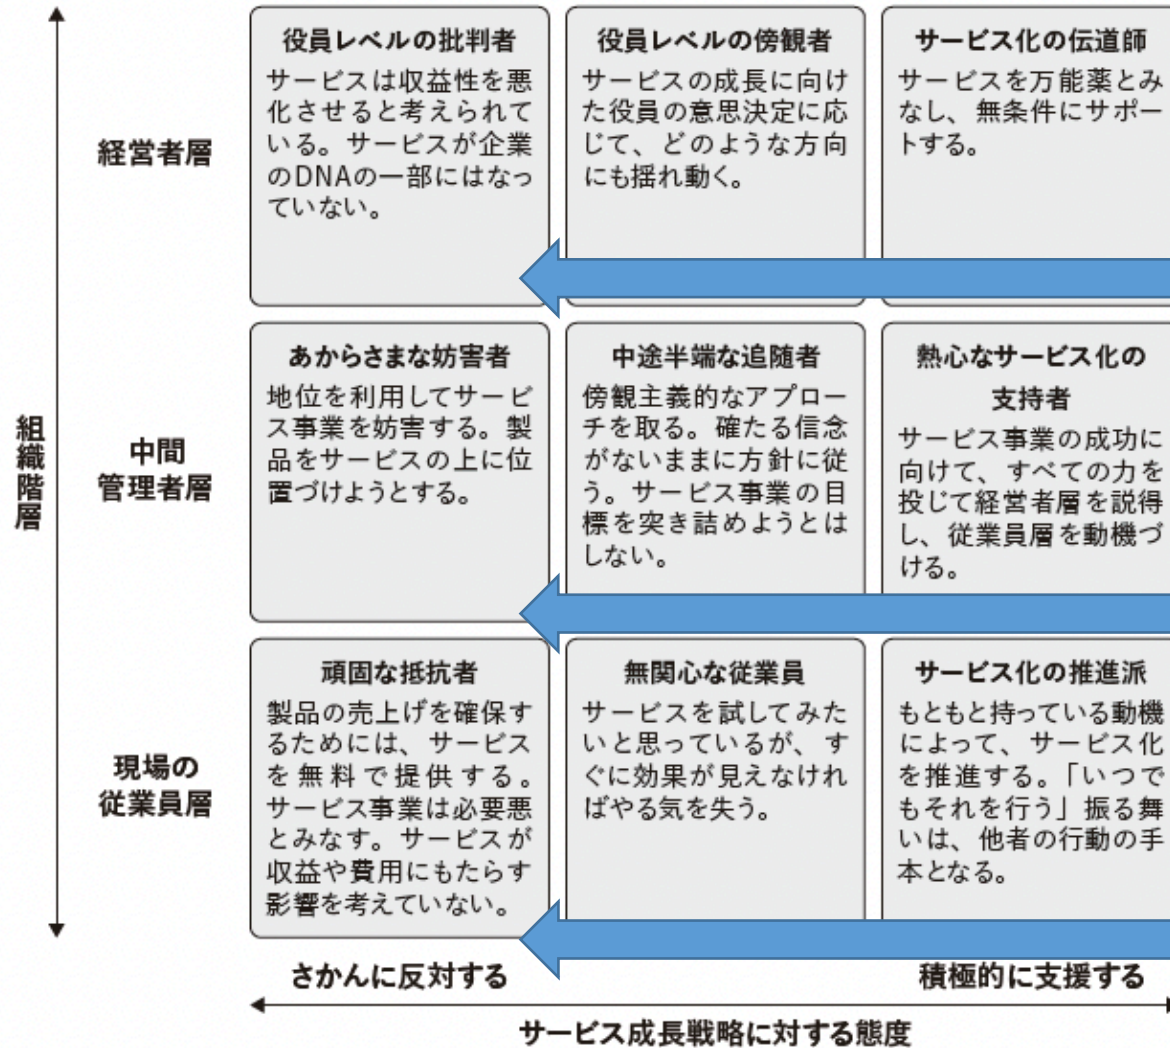 役員レベルの批判者
サービスは収益性を悪
化させると考えられて
いる。サービスが企業
のDNAの一部にはなっ
ていない。
役員レベルの傍観者
サービスの成長に向け
た役員の意思決定に応
じて、どのような方向
にも揺れ動く。
サービス化の伝道師
サービスを万能薬とみ
なし、無条件にサポー
トする。
経営者層
あからさまな妨害者
地位を利用してサービ
ス事業を妨害する。製
品をサービスの上に位
置づけようとする。
中途半端な追随者
傍観主義的なアプロー
チを取る。確たる信念
がないままに方針に従
う。サービス事業の目
標を突き詰めようとは
しない。
熱心なサービス化の
支持者
サービス事業の成功に
向けて、すべての力を
投じて経営者層を説得
し、従業員層を動機づ
ける。
組織階層
中間
管理者層
頑固な抵抗者
製品の売上げを確保す
るためには、サービス
を無料で提供する。
サービス事業は必要悪
とみなす。サービスが
収益や費用にもたらす
影響を考えていない。
無関心な従業員
サービスを試してみた
いと思っているが、す
ぐに効果が見えなけれ
ばやる気を失う。
サービス化の推進派
もともと持っている動機
によって、サービス化
を推進する。「いつで
もそれを行う」振る舞
いは、他者の行動の手
本となる。
現場の
従業員層
さかんに反対する
積極的に支援する
サービス成長戦略に対する態度